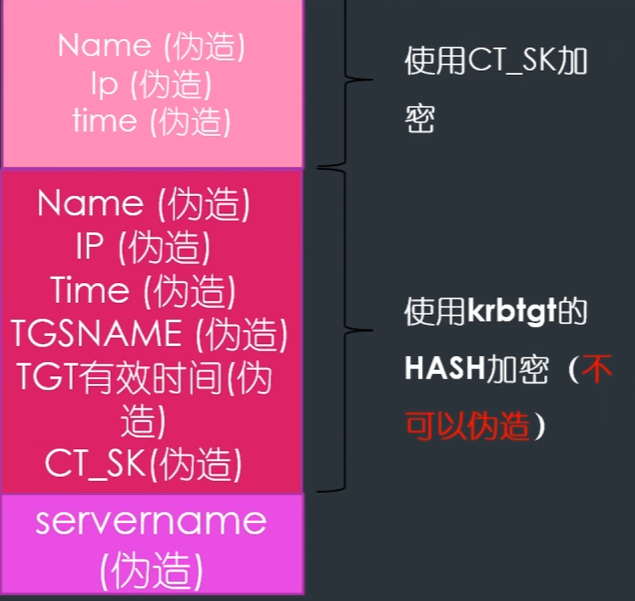 Name (伪造)
Ip (伪造)
time (伪造)
使用CT_SK加
密
Name (伪造)
IP (伪造)
Time (伪造)
TGSNAME (伪造)
TGT有效时间(伪
造)
CT_SK(伪造)
使用krbtgt的
HASH加密（不
可以伪造）
servername
(伪造)